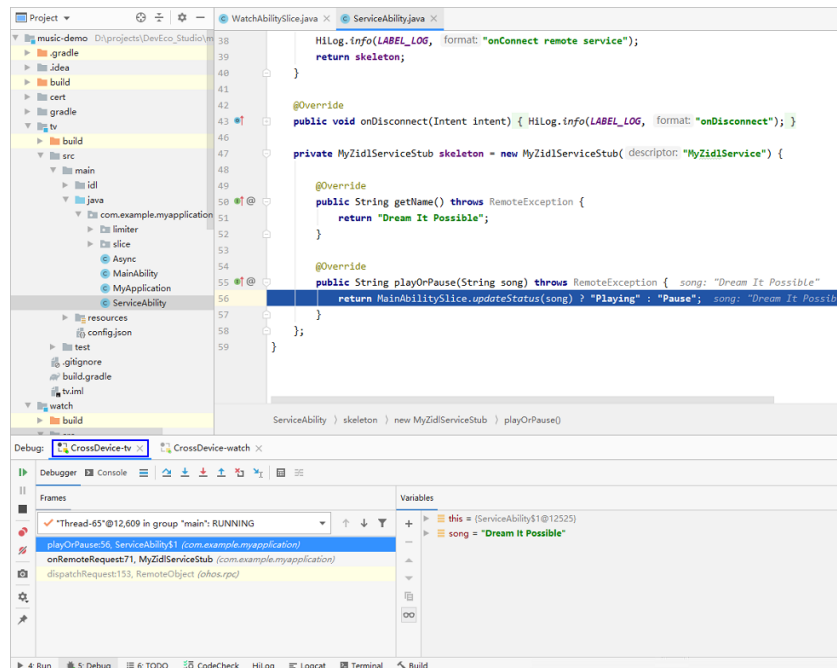 Project
WatchAbilitySlice.java
ServiceAbility.java
music-demo D:\projects\DevEco_Studio\m
.gradle
.idea
build
cert
gradle
tv
build
src
main
idl
java
com.example.myapplication
limiter
slice
Async
MainAbility
MyApplication
ServiceAbility
resources
config.json
test
.gitignore
build.gradle
tv.iml
watch
build
38 HiLog.info(LABEL_LOG, format: "onConnect remote service");
39 return skeleton;
40 }
41
42 @Override
43 public void onDisconnect(Intent intent) { HiLog.info(LABEL_LOG, format: "onDisconnect"); }
46
47 private MyZidlServiceStub skeleton = new MyZidlServiceStub( descriptor: "MyZidlService") {
48
49 @Override
50 @ public String getName() throws RemoteException {
51 return "Dream It Possible";
52 }
53
54 @Override
55 @ public String playOrPause(String song) throws RemoteException { song: "Dream It Possible"
56 return MainAbilitySlice.updateStatus(song) ? "Playing" : "Pause"; song: "Dream It Possib
57 }
58 };
59 }
ServiceAbility skeleton new MyZidlServiceStub playOrPause()
Debug: CrossDevice-tv CrossDevice-watch
Debugger Console
Frames
Variables
"Thread-65"@12,609 in group "main": RUNNING
playOrPause:56, ServiceAbility$1 (com.example.myapplication)
onRemoteRequest:71, MyZidlServiceStub (com.example.myapplication)
dispatchRequest:153, RemoteObject (ohos.rpc)
this = {ServiceAbility$1@12525}
song = "Dream It Possible"
4: Run 5: Debug 6: TODO CodeCheck HiLog Logcat Terminal Build